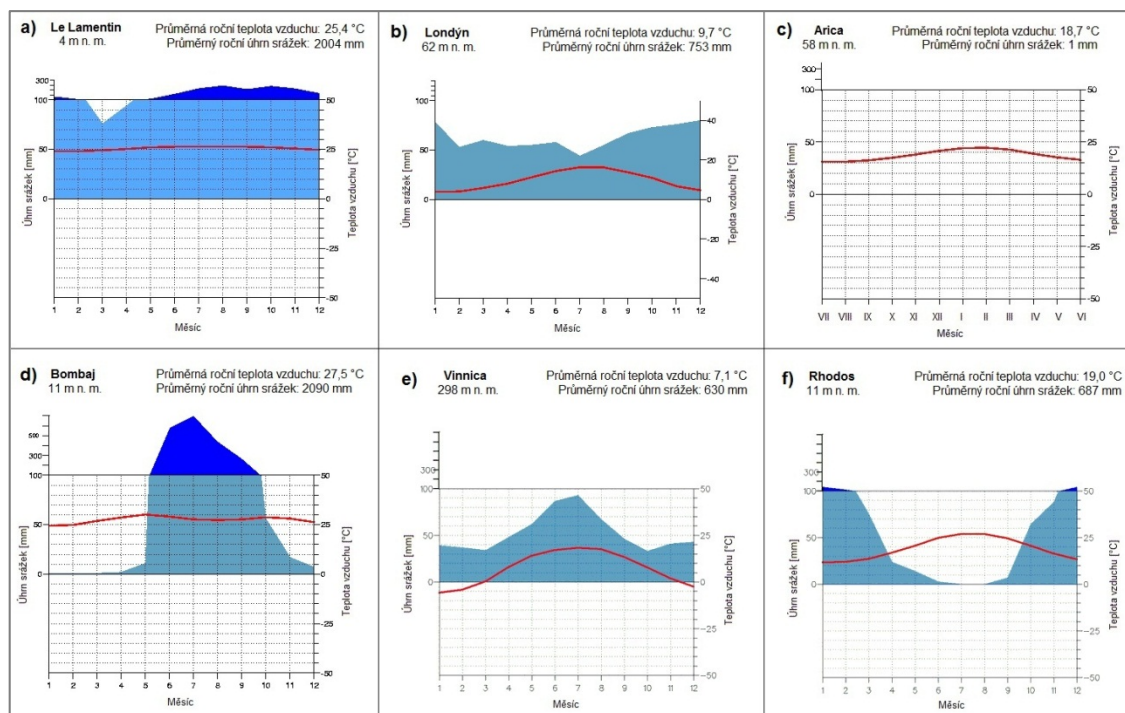 a) Le Lamentin Průměrná roční teplota vzduchu: 25,4 °C
4 m n. m. Průměrný roční úhrn srážek: 2004 mm
300
100 50
50 25
0 0
-25
-50
Úhrn srážek [mm]
Teplota vzduchu [°C]
1 2 3 4 5 6 7 8 9 10 11 12
Měsíc
b) Londýn Průměrná roční teplota vzduchu: 9,7 °C
62 m n. m. Průměrný roční úhrn srážek: 753 mm
300
100
40
50
20
0 0
-20
-40
Úhrn srážek [mm]
Teplota vzduchu [°C]
1 2 3 4 5 6 7 8 9 10 11 12
Měsíc
c) Arica Průměrná roční teplota vzduchu: 18,7 °C
58 m n. m. Průměrný roční úhrn srážek: 1 mm
300
100 50
50 25
0 0
-25
-50
Úhrn srážek [mm]
Teplota vzduchu [°C]
VII VIII IX X XI XII I II III IV V VI
Měsíc
d) Bombaj Průměrná roční teplota vzduchu: 27,5 °C
11 m n. m. Průměrný roční úhrn srážek: 2090 mm
500
300
100 50
50 25
0 0
-25
-50
Úhrn srážek [mm]
Teplota vzduchu [°C]
1 2 3 4 5 6 7 8 9 10 11 12
Měsíc
e) Vinnica Průměrná roční teplota vzduchu: 7,1 °C
298 m n. m. Průměrný roční úhrn srážek: 630 mm
300
100 50
50 25
0 0
-25
-50
Úhrn srážek [mm]
Teplota vzduchu [°C]
1 2 3 4 5 6 7 8 9 10 11 12
Měsíc
f) Rhodos Průměrná roční teplota vzduchu: 19,0 °C
11 m n. m. Průměrný roční úhrn srážek: 687 mm
300
100 50
50 25
0 0
-25
-50
Úhrn srážek [mm]
Teplota vzduchu [°C]
1 2 3 4 5 6 7 8 9 10 11 12
Měsíc